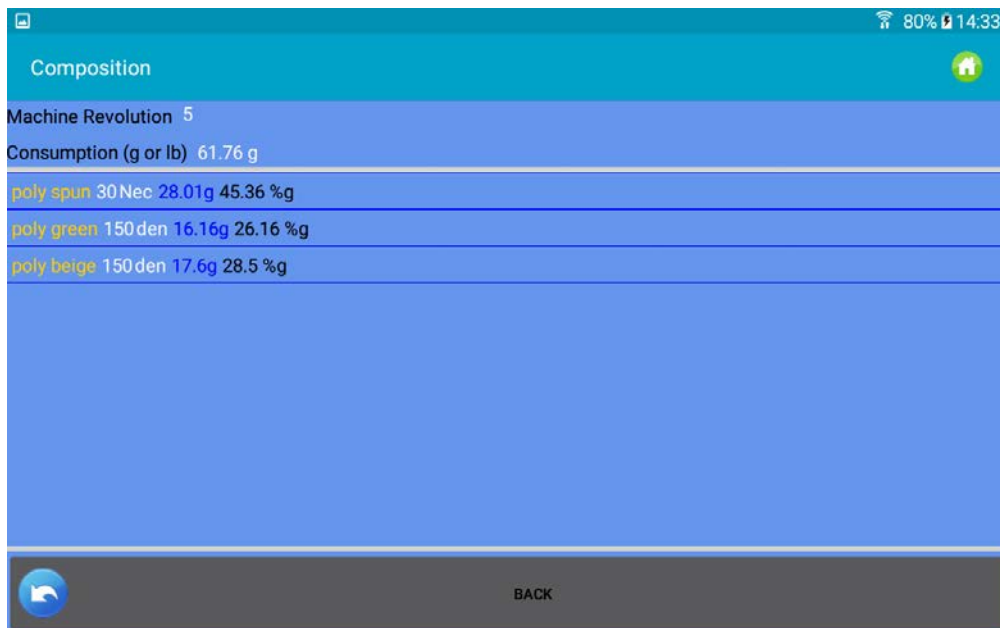 80% 14:33
Composition
Machine Revolution 5
Consumption (g or lb) 61.76 g
poly spun 30 Nec 28.01g 45.36 %g
poly green 150 den 16.16g 26.16 %g
poly beige 150 den 17.6g 28.5 %g
BACK